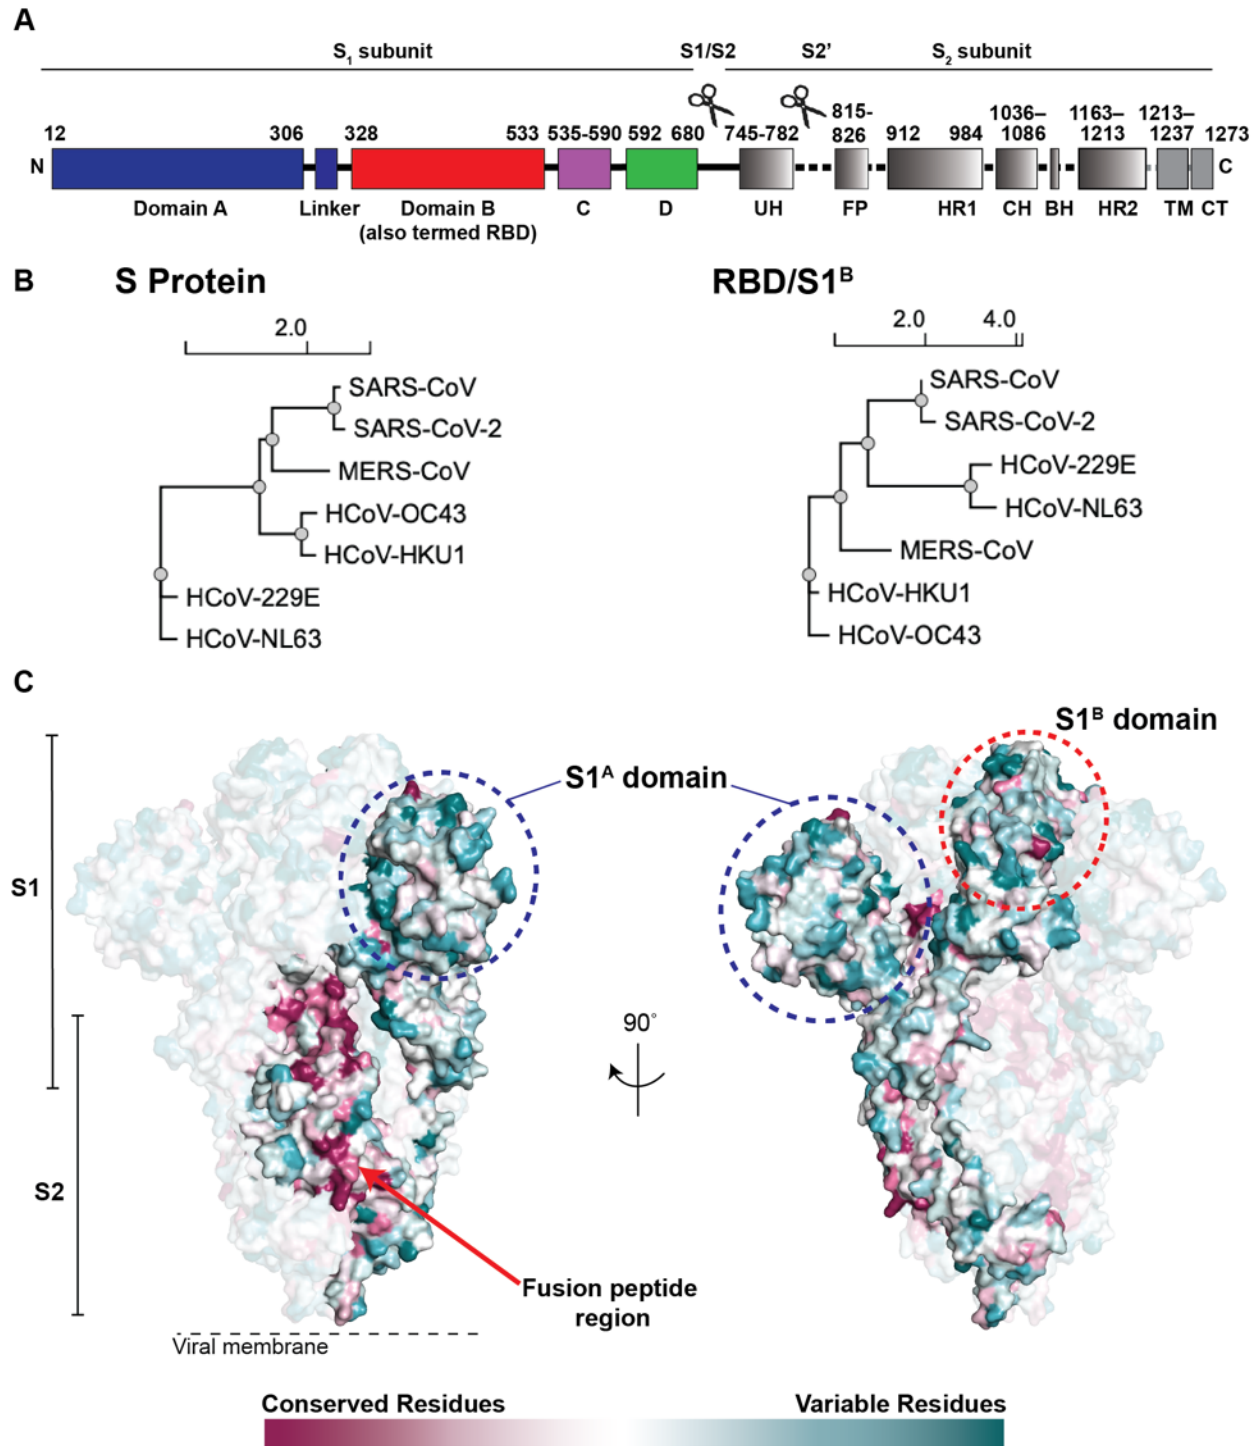 A
S1 subunit
S1/S2
S2’
S2 subunit
12
306
328
533
535-590
592
680
745-782
815-
826
912
984
1036–
1086
1163–
1213
1213–
1237
1273
N
C
Domain A
Linker
Domain B
(also termed RBD)
C
D
UH
FP
HR1
CH
BH
HR2
TM
CT
B
S Protein
2.0
SARS-CoV
SARS-CoV-2
MERS-CoV
HCoV-OC43
HCoV-HKU1
HCoV-229E
HCoV-NL63
RBD/S1B
2.0
4.0
SARS-CoV
SARS-CoV-2
HCoV-229E
HCoV-NL63
MERS-CoV
HCoV-HKU1
HCoV-OC43
C
S1B domain
S1A domain
S1
S2
90°
Fusion peptide
region
Viral membrane
Conserved Residues
Variable Residues